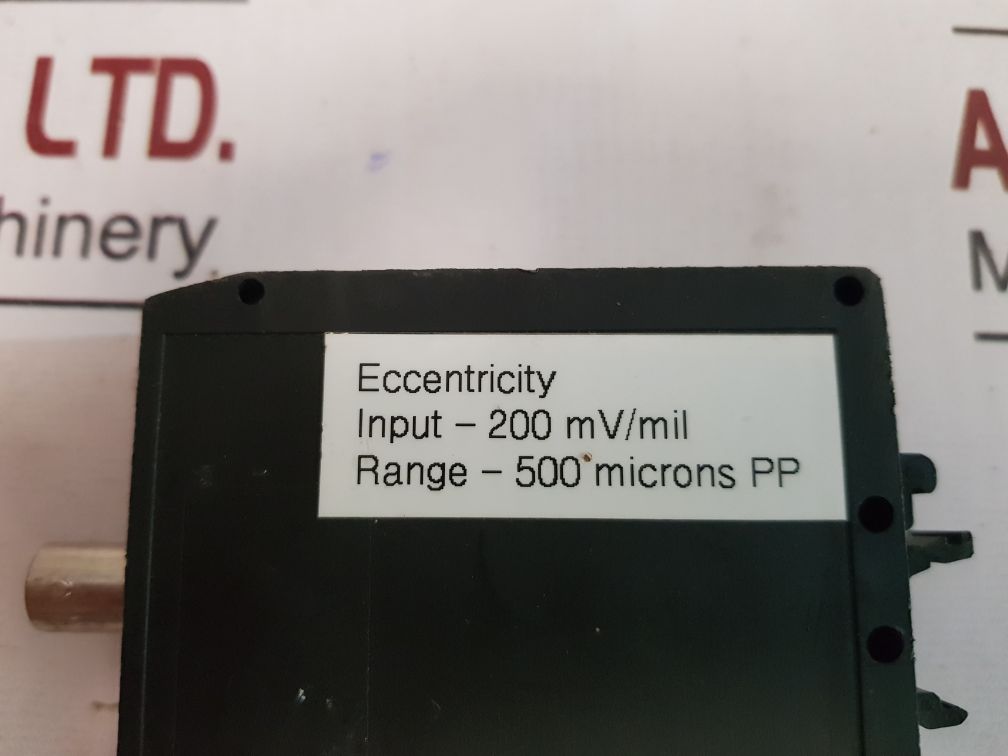 LTD.
hinery
A
M
Eccentricity
Input – 200 mV/mil
Range – 500 microns PP